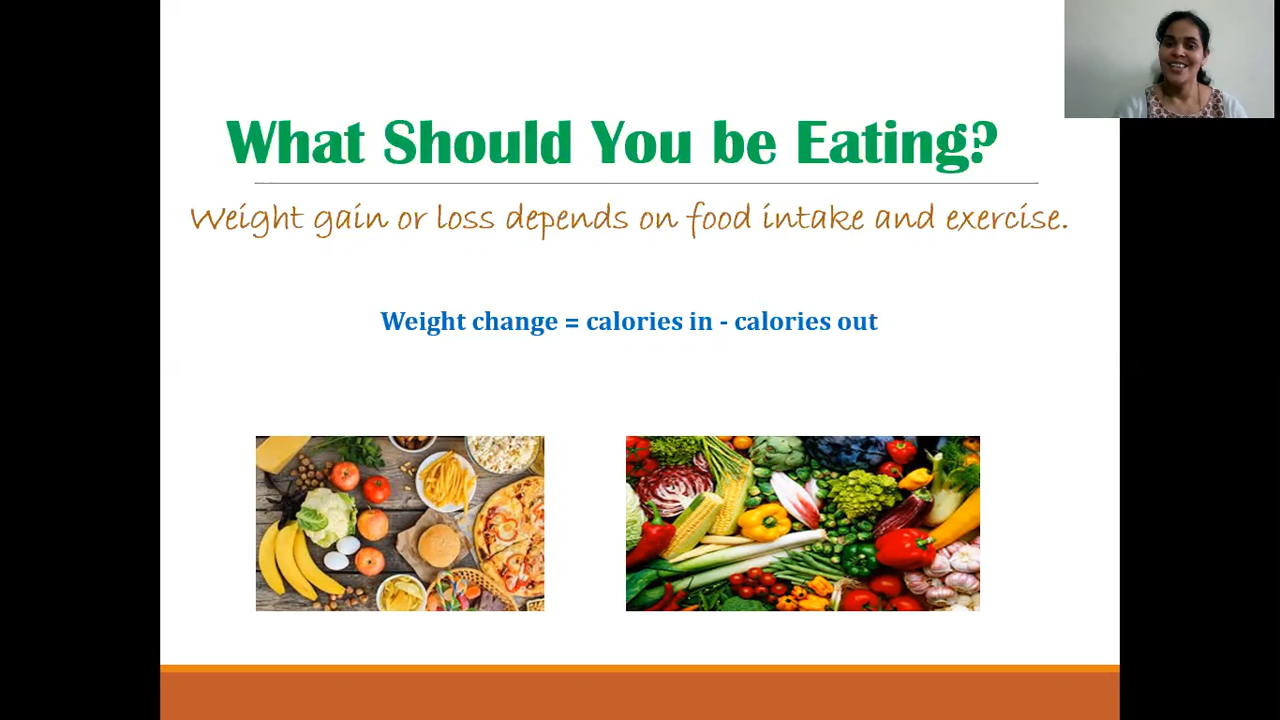 What Should You be Eating?
Weight gain or loss depends on food intake and exercise.
Weight change = calories in - calories out